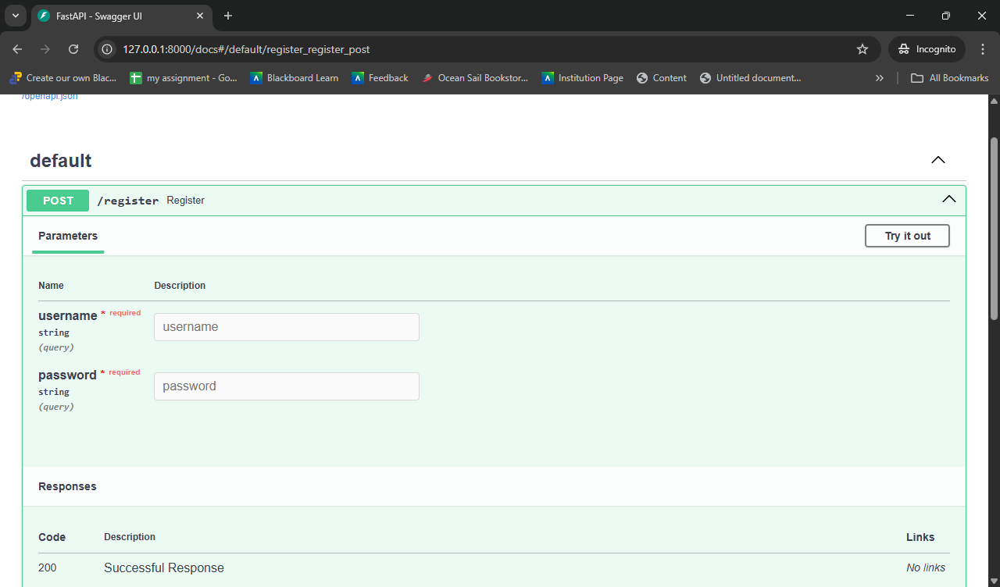 FastAPI - Swagger UI
127.0.0.1:8000/docs#/default/register_register_post
Incognito
Create our own Blac...
my assignment - Go...
Blackboard Learn
Feedback
Ocean Sail Bookstor...
Institution Page
Content
Untitled document...
All Bookmarks
/openapi.json
default
POST /register Register
Parameters
Try it out
Name Description
username * required
string
(query)
username
password * required
string
(query)
password
Responses
Code Description Links
200 Successful Response No links